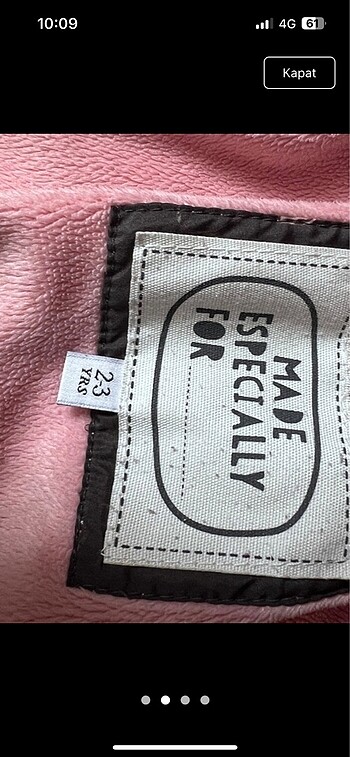 10:09
4G
61
Kapat
MADE
ESPECIALLY
FOR
2-3
YRS